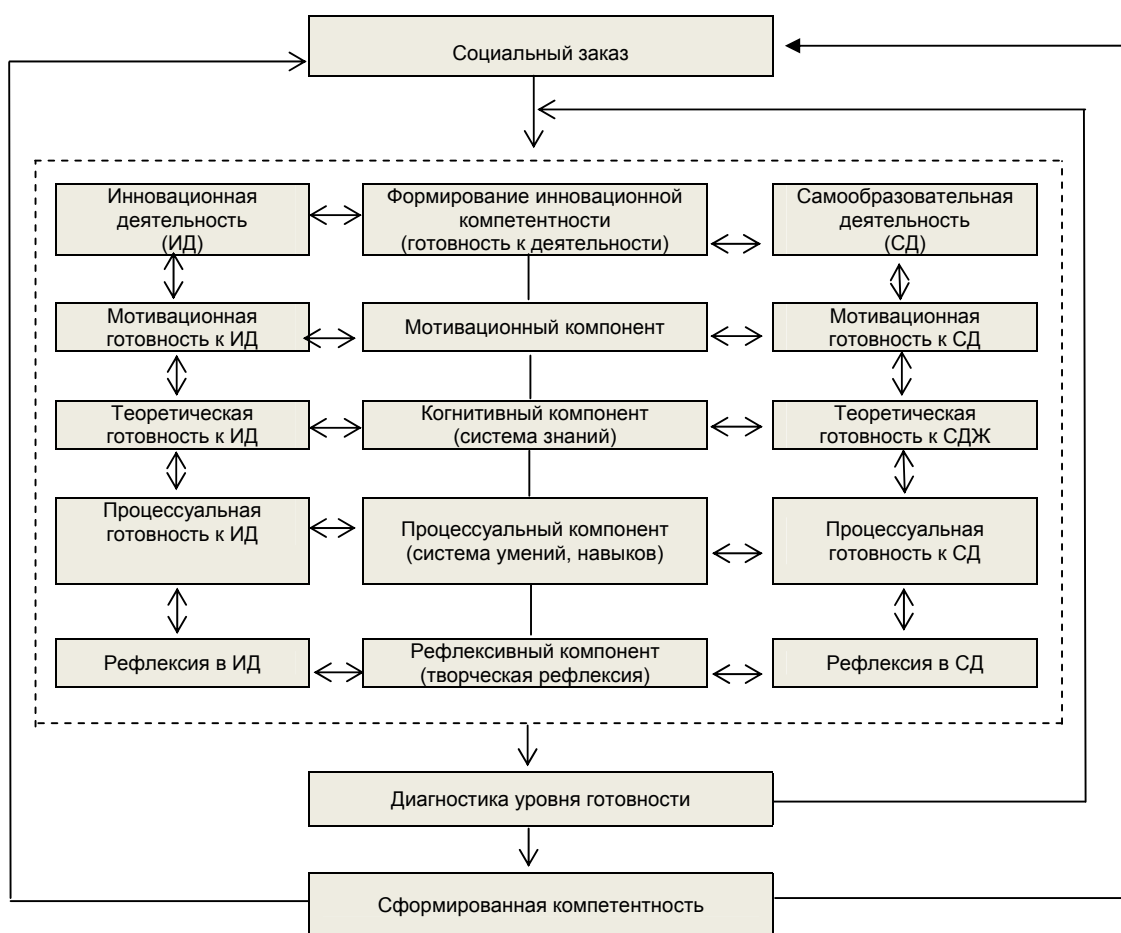 Социальный заказ
Инновационная
деятельность
(ИД)
Формирование инновационной
компетентности
(готовность к деятельности)
Самообразовательная
деятельность
(СД)
Мотивационная
готовность к ИД
Мотивационный компонент
Мотивационная
готовность к СД
Теоретическая
готовность к ИД
Когнитивный компонент
(система знаний)
Теоретическая
готовность к СДЖ
Процессуальная
готовность к ИД
Процессуальный компонент
(система умений, навыков)
Процессуальная
готовность к СД
Рефлексия в ИД
Рефлексивный компонент
(творческая рефлексия)
Рефлексия в СД
Диагностика уровня готовности
Сформированная компетентность